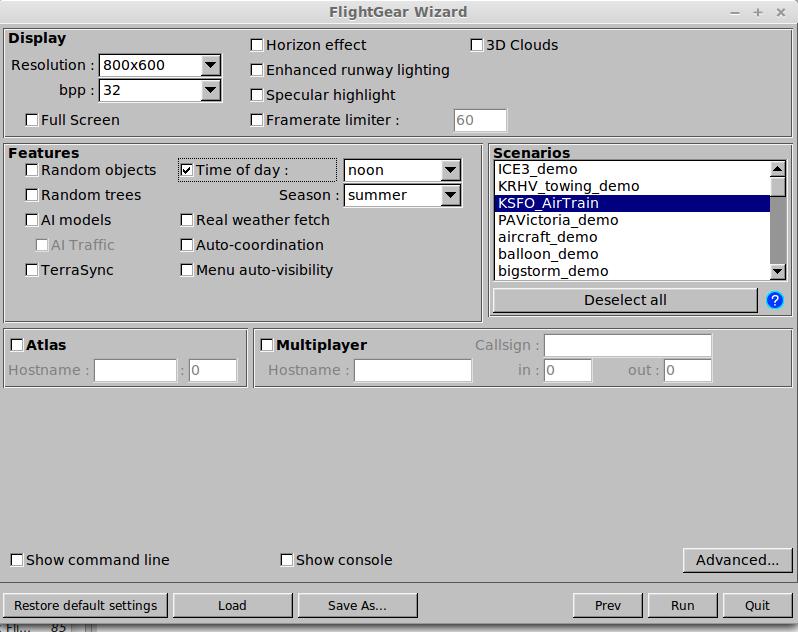 FlightGear Wizard
Display
Resolution : 800x600
bpp : 32
Full Screen
Horizon effect
Enhanced runway lighting
Specular highlight
Framerate limiter : 60
3D Clouds
Features
Random objects
Random trees
AI models
AI Traffic
TerraSync
Time of day : noon
Season : summer
Real weather fetch
Auto-coordination
Menu auto-visibility
Scenarios
ICE3_demo
KRHV_towing_demo
KSFO_AirTrain
PAVictoria_demo
aircraft_demo
balloon_demo
bigstorm_demo
Deselect all
?
Atlas
Hostname : : 0
Multiplayer
Callsign :
Hostname : in : 0 out : 0
Show command line
Show console
Advanced...
Restore default settings
Load
Save As...
Prev
Run
Quit
85